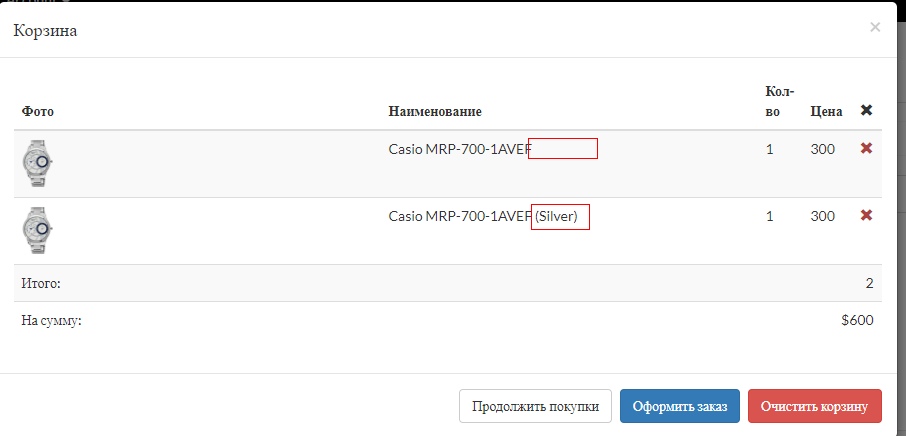 Корзина ×
Фото Наименование Кол-во Цена ✖
Casio MRP-700-1AVEF 1 300 ✖
Casio MRP-700-1AVEF (Silver) 1 300 ✖
Итого: 2
На сумму: $600
Продолжить покупки Оформить заказ Очистить корзину